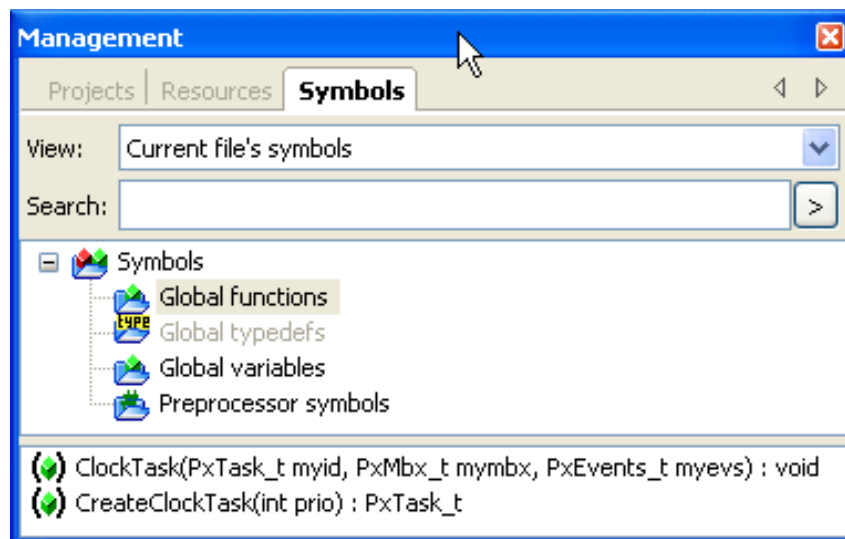 Management
Projects Resources Symbols
View: Current file's symbols
Search: >
Symbols
Global functions
type Global typedefs
Global variables
# Preprocessor symbols
ClockTask(PxTask_t myid, PxMbx_t mymbx, PxEvents_t myevs) : void
CreateClockTask(int prio) : PxTask_t